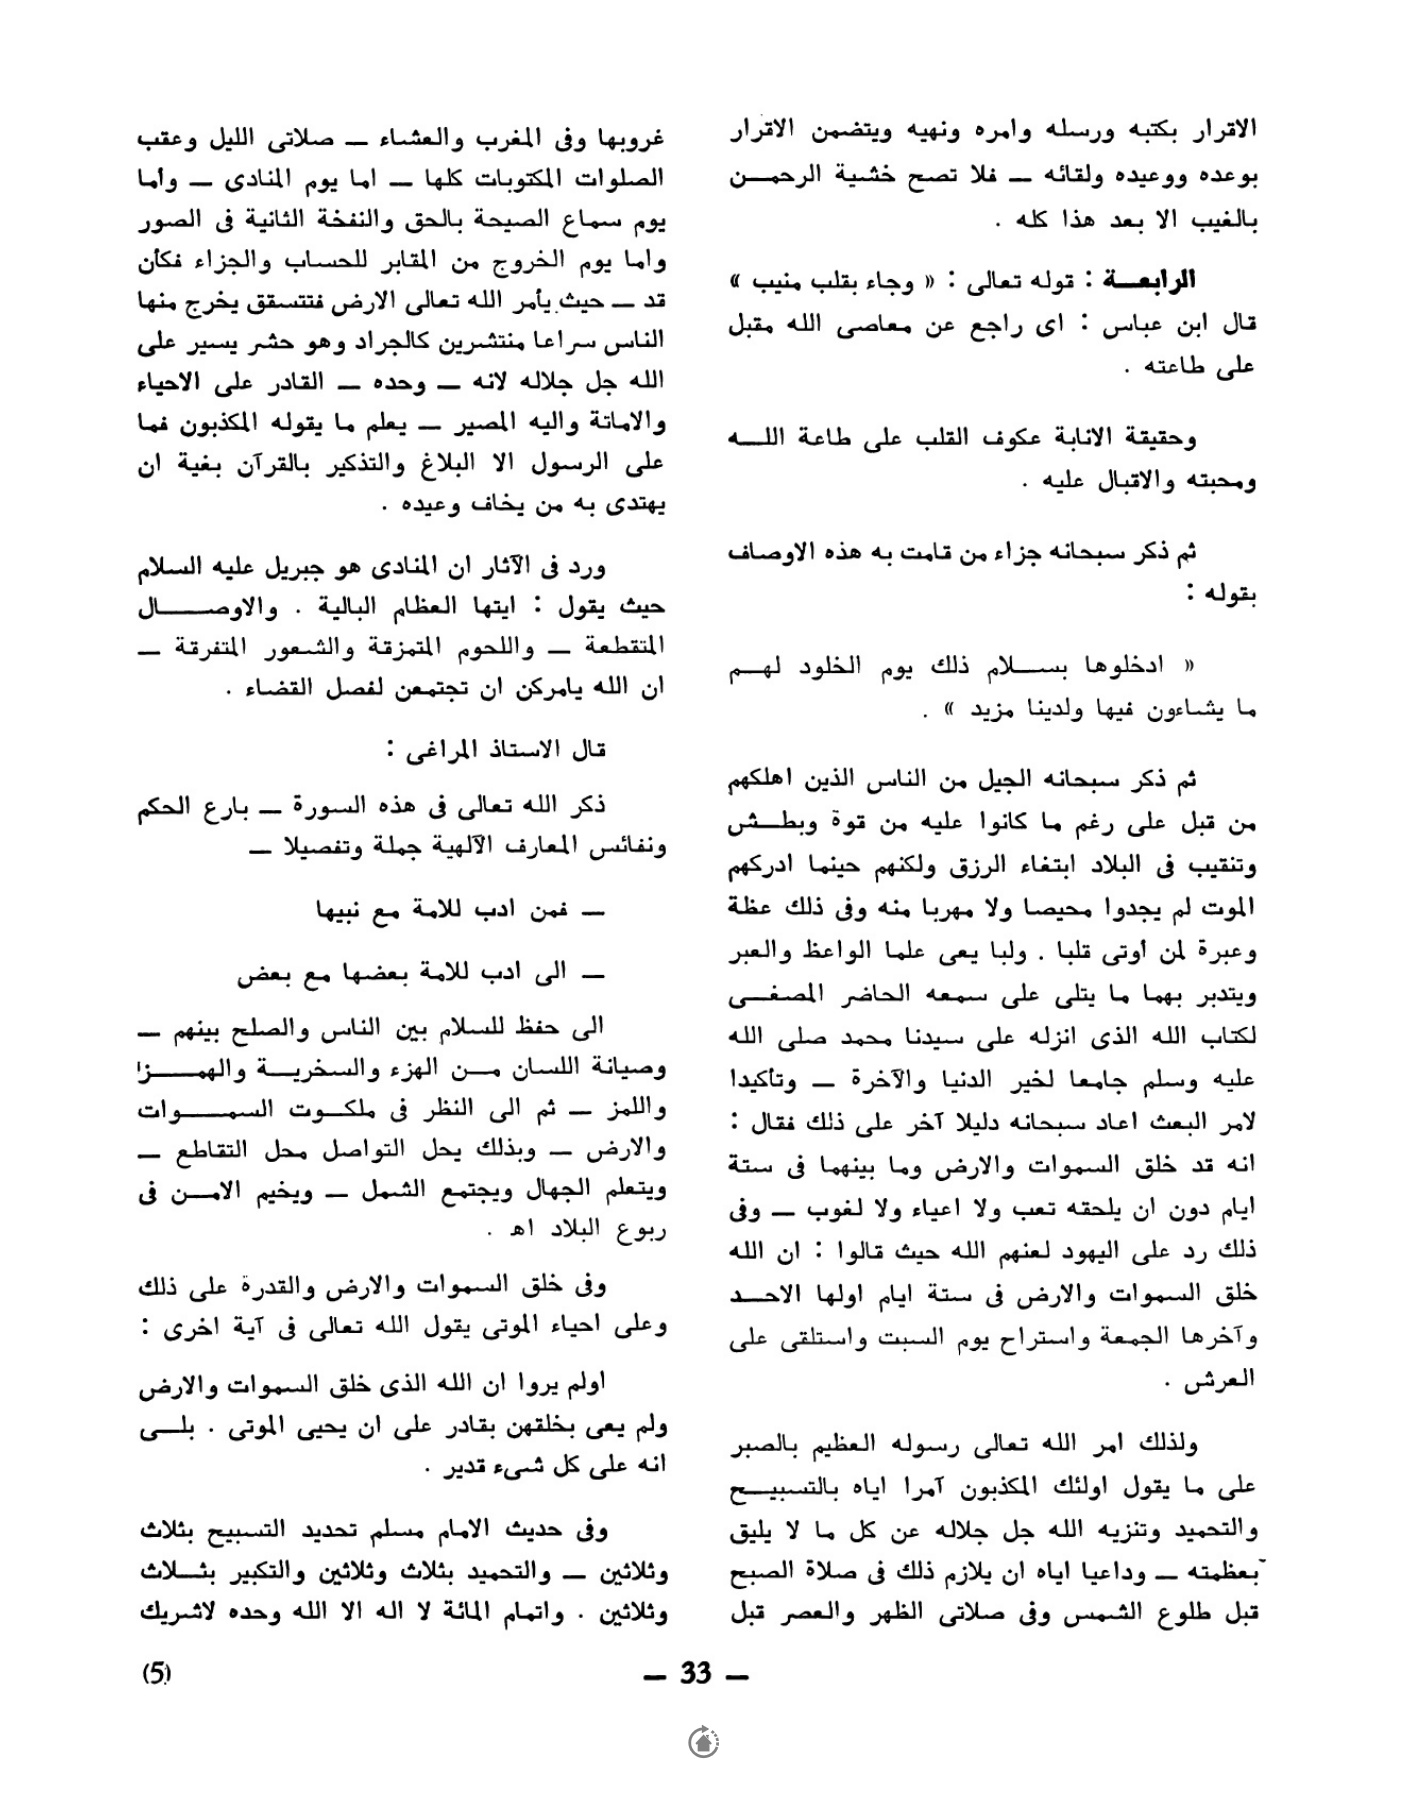 الاقرار بكتبه ورسله وامره ونهيه ويتضمن الاقرار
بوعده ووعيده ولقائه ــ فلا تصح خشية الرحمـــن
بالغيب الا بعد هذا كله .
الرابعـــة : قوله تعالى : « وجاء بقلب منيب »
قال ابن عباس : اى راجع عن معاصى الله مقبل
على طاعته .
وحقيقة الانابة عكوف القلب على طاعة اللـــه
ومحبته والاقبال عليه .
ثم ذكر سبحانه جزاء من قامت به هذه الاوصاف
بقوله :
« ادخلوها بســـلام ذلك يوم الخلود لهـــم
ما يشاءون فيها ولدينا مزيد » .
ثم ذكر سبحانه الجيل من الناس الذين اهلكهم
من قبل على رغم ما كانوا عليه من قوة وبطـــش
وتنقيب فى البلاد ابتغاء الرزق ولكنهم حينما ادركهم
الموت لم يجدوا محيصا ولا مهربا منه وفى ذلك عظة
وعبرة لمن أوتى قلبا . ولبا يعى علما الواعظ والعبر
ويتدبر بهما ما يتلى على سمعه الحاضر المصغـــى
لكتاب الله الذى انزله على سيدنا محمد صلى الله
عليه وسلم جامعا لخير الدنيا والآخرة ــ وتأكيدا
لامر البعث اعاد سبحانه دليلا آخر على ذلك فقال :
انه قد خلق السموات والارض وما بينهما فى ستة
ايام دون ان يلحقه تعب ولا اعياء ولا لغوب ــ وفى
ذلك رد على اليهود لعنهم الله حيث قالوا : ان الله
خلق السموات والارض فى ستة ايام اولها الاحـــد
وآخرها الجمعة واستراح يوم السبت واستلقى على
العرش .
ولذلك امر الله تعالى رسوله العظيم بالصبر
على ما يقول اولئك المكذبون آمرا اياه بالتسبيـــح
والتحميد وتنزيه الله جل جلاله عن كل ما لا يليق
بعظمته ــ وداعيا اياه ان يلازم ذلك فى صلاة الصبح
قبل طلوع الشمس وفى صلاتى الظهر والعصر قبل
غروبها وفى المغرب والعشاء ــ صلاتى الليل وعقب
الصلوات المكتوبات كلها ــ اما يوم المنادى ــ وأما
يوم سماع الصيحة بالحق والنفخة الثانية فى الصور
واما يوم الخروج من المقابر للحساب والجزاء فكأن
قد ــ حيث يأمر الله تعالى الارض فتتسقق يخرج منها
الناس سراعا منتشرين كالجراد وهو حشر يسير على
الله جل جلاله لانه ــ وحده ــ القادر على الاحياء
والاماتة واليه المصير ــ يعلم ما يقوله المكذبون فما
على الرسول الا البلاغ والتذكير بالقرآن بغية ان
يهتدى به من يخاف وعيده .
ورد فى الآثار ان المنادى هو جبريل عليه السلام
حيث يقول : ايتها العظام البالية . والاوصـــال
المتقطعة ــ واللحوم المتمزقة والشعور المتفرقة ــ
ان الله يامركن ان تجتمعن لفصل القضاء .
قال الاستاذ المراغى :
ذكر الله تعالى فى هذه السورة ــ بارع الحكم
ونفائس المعارف الآلهية جملة وتفصيلا ــ
ــ فمن ادب للامة مع نبيها
ــ الى ادب للامة بعضها مع بعض
الى حفظ للسلام بين الناس والصلح بينهم ــ
وصيانة اللسان مـــن الهزء والسخريـــة والهمـــز
واللمز ــ ثم الى النظر فى ملكـــوت السمـــوات
والارض ــ وبذلك يحل التواصل محل التقاطع ــ
ويتعلم الجهال ويجتمع الشمل ــ ويخيم الامـــن فى
ربوع البلاد اهـ .
وفى خلق السموات والارض والقدرة على ذلك
وعلى احياء الموتى يقول الله تعالى فى آية اخرى :
اولم يروا ان الله الذى خلق السموات والارض
ولم يعى بخلقهن بقادر على ان يحيى الموتى . بلـــى
انه على كل شىء قدير .
وفى حديث الامام مسلم تحديد التسبيح بثلاث
وثلاثين ــ والتحميد بثلاث وثلاثين والتكبير بثـــلاث
وثلاثين . واتمام المائة لا اله الا الله وحده لاشريك
ــ 33 ــ
(5)